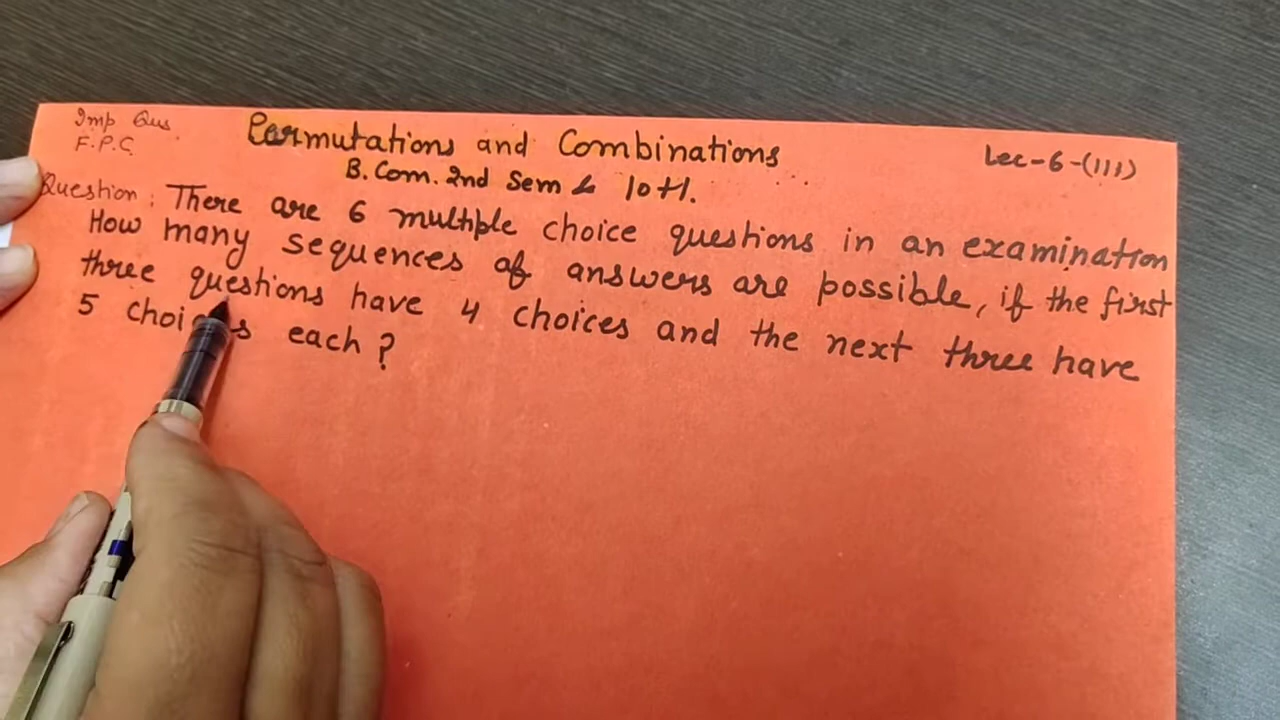 Imp Qus.
F.P.C.
Permutations and Combinations
Lec-6-(111)
B.Com. 2nd Sem & 10+1.
Question: There are 6 multiple choice questions in an examination
How many sequences of answers are possible, if the first
three questions have 4 choices and the next three have
5 choices each?